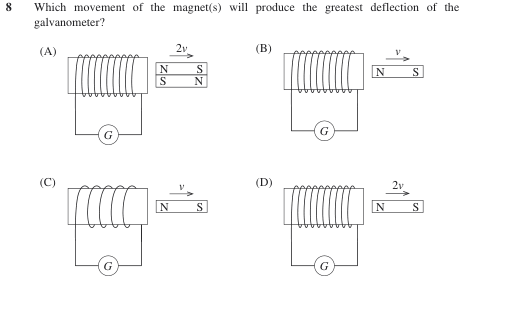 8 Which movement of the magnet(s) will produce the greatest deflection of the
galvanometer?
(A)
2v
N S
S N
G
(B)
v
N S
G
(C)
v
N S
G
(D)
2v
N S
G